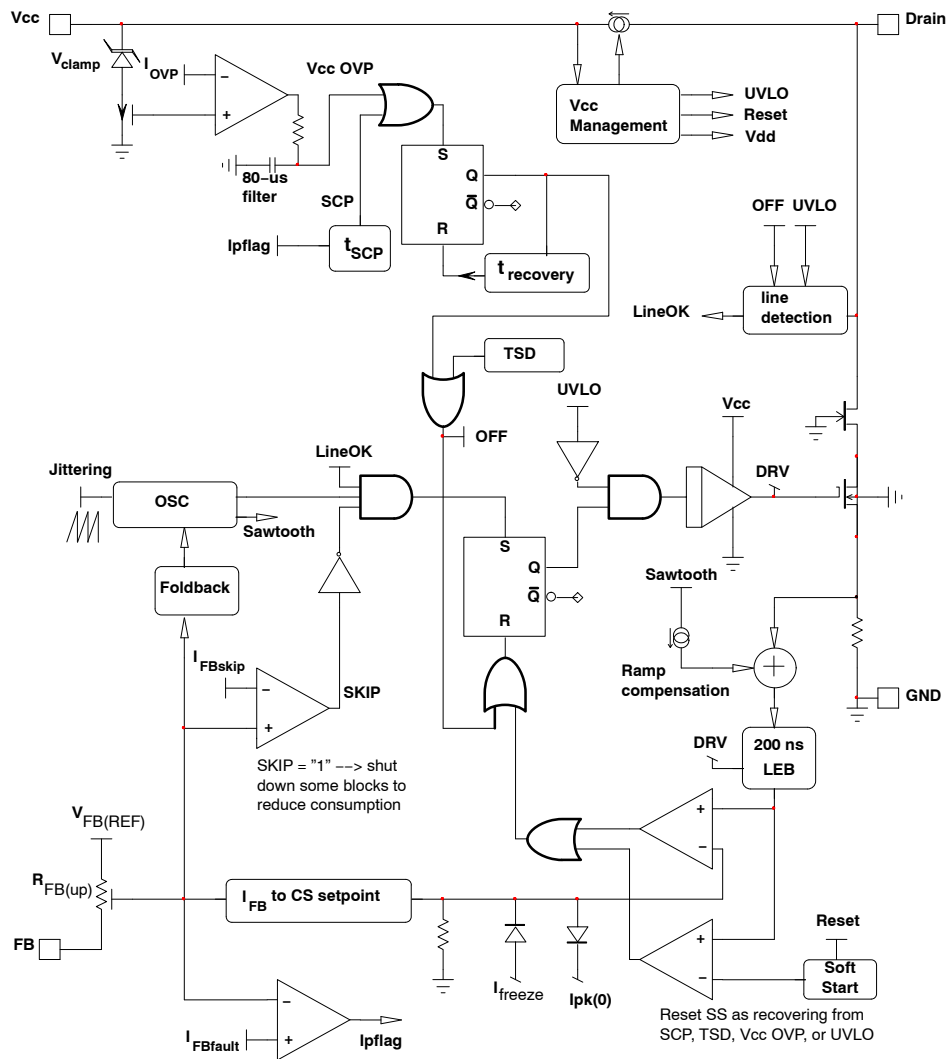 Vcc
Drain
Vclamp
IOVP
−
+
Vcc OVP
80−us
filter
SCP
Ipflag
tSCP
S
Q
Q̅
R
trecovery
Vcc
Management
UVLO
Reset
Vdd
OFF UVLO
LineOK
line
detection
TSD
OFF
UVLO
Vcc
DRV
LineOK
Jittering
OSC
Sawtooth
Foldback
S
Q
Q̅
R
IFBskip
−
+
SKIP
SKIP = ”1” −−> shut
down some blocks to
reduce consumption
Sawtooth
Ramp
compensation
+
GND
DRV
200 ns
LEB
+
−
VFB(REF)
RFB(up)
FB
IFB to CS setpoint
Ifreeze
Ipk(0)
+
−
Reset
Soft
Start
Reset SS as recovering from
SCP, TSD, Vcc OVP, or UVLO
IFBfault
−
+
Ipflag